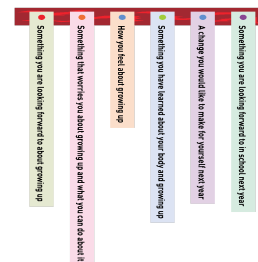 Something you are looking forward to about growing up
Something that worries you about growing up and what you can do about it
How you feel about growing up
Something you have learned about your body and growing up
A change you would like to make for yourself next year
Something you are looking forward to in school next year